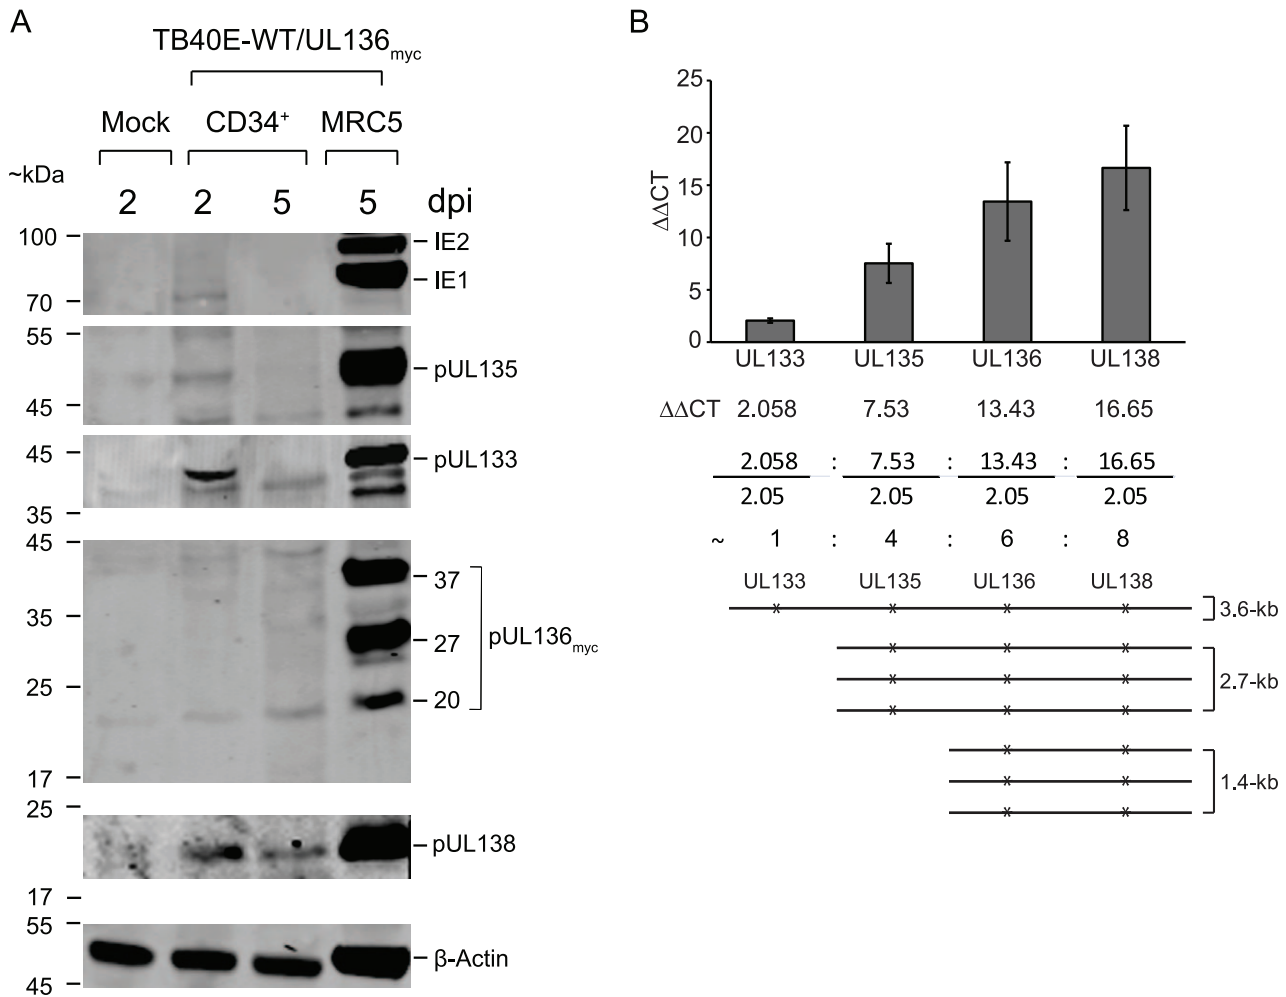 A
TB40E-WT/UL136myc
Mock CD34+ MRC5
~kDa
2 2 5 5 dpi
100
IE2
IE1
70
55
pUL135
45
45
pUL133
35
45
37
35
27
pUL136myc
25
20
17
25
pUL138
17
55
β-Actin
45
B
25
20
15
10
5
0
ΔΔCT
UL133 UL135 UL136 UL138
ΔΔCT 2.058 7.53 13.43 16.65
2.058 : 7.53 : 13.43 : 16.65
2.05 2.05 2.05 2.05
~ 1 : 4 : 6 : 8
UL133 UL135 UL136 UL138
x x x x 3.6-kb
x x x
x x x 2.7-kb
x x x
x x
x x 1.4-kb
x x